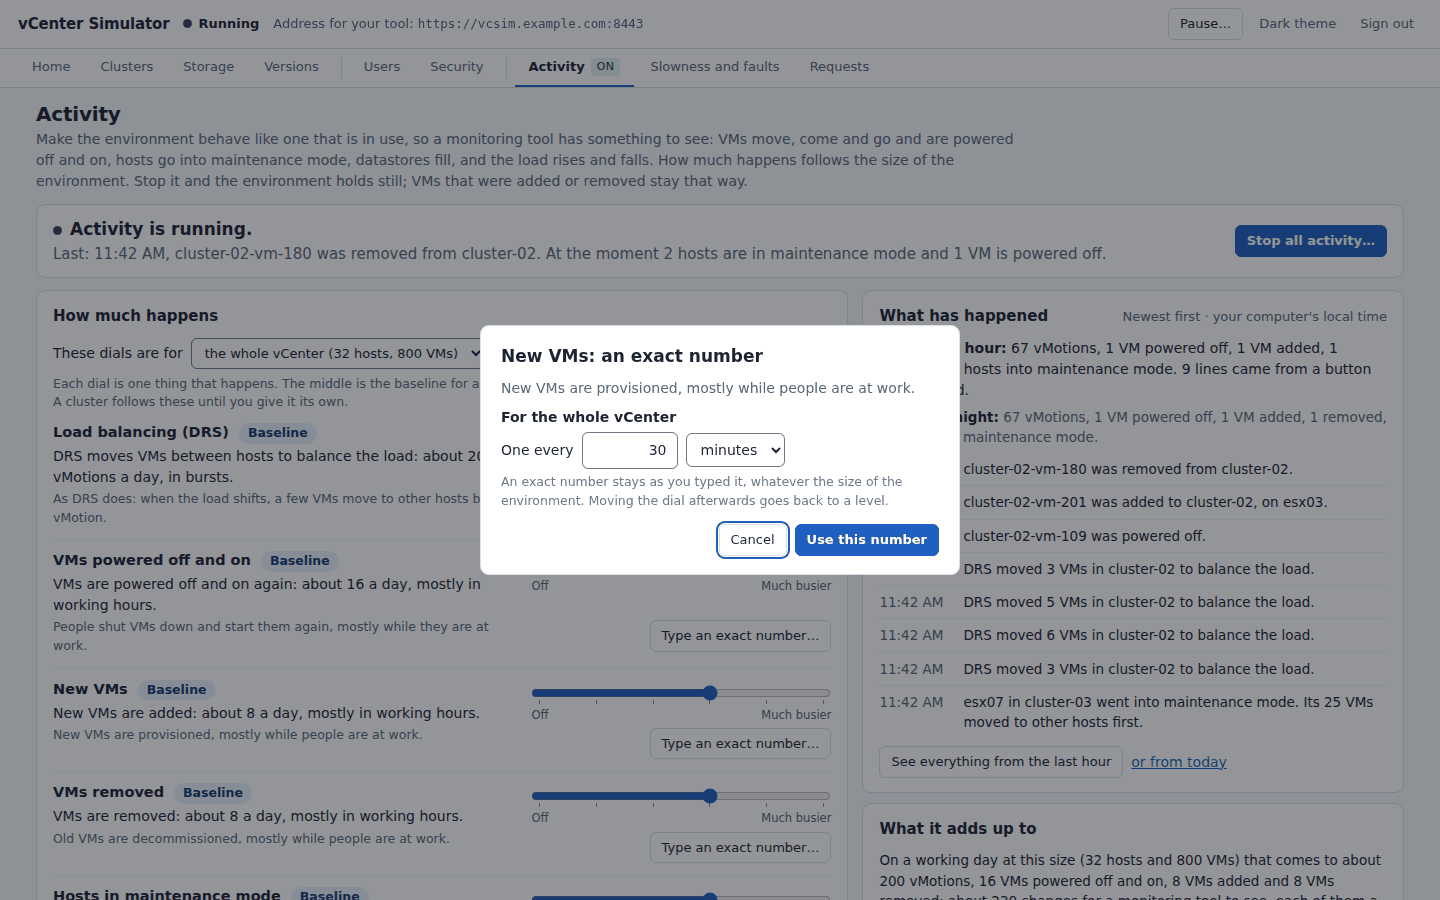 vCenter Simulator Running Address for your tool: https://vcsim.example.com:8443 Pause… Dark theme Sign out
Home Clusters Storage Versions Users Security Activity ON Slowness and faults Requests
Activity
Make the environment behave like one that is in use, so a monitoring tool has something to see: VMs move, come and go and are powered
off and on, hosts go into maintenance mode, datastores fill, and the load rises and falls. How much happens follows the size of the
environment. Stop it and the environment holds still; VMs that were added or removed stay that way.
Activity is running.
Last: 11:42 AM, cluster-02-vm-180 was removed from cluster-02. At the moment 2 hosts are in maintenance mode and 1 VM is powered off.
Stop all activity…
How much happens
These dials are for the whole vCenter (32 hosts, 800 VMs)
Each dial is one thing that happens. The middle is the baseline for a
A cluster follows these until you give it its own.
Load balancing (DRS) Baseline
DRS moves VMs between hosts to balance the load: about 20
vMotions a day, in bursts.
As DRS does: when the load shifts, a few VMs move to other hosts b
vMotion.
VMs powered off and on Baseline
VMs are powered off and on again: about 16 a day, mostly in
working hours.
People shut VMs down and start them again, mostly while they are at
work.
Off Much busier
Type an exact number…
New VMs Baseline
New VMs are added: about 8 a day, mostly in working hours.
New VMs are provisioned, mostly while people are at work.
Off Much busier
Type an exact number…
VMs removed Baseline
VMs are removed: about 8 a day, mostly in working hours.
Old VMs are decommissioned, mostly while people are at work.
Off Much busier
Type an exact number…
Hosts in maintenance mode Baseline
New VMs: an exact number
New VMs are provisioned, mostly while people are at work.
For the whole vCenter
One every 30 minutes
An exact number stays as you typed it, whatever the size of the
environment. Moving the dial afterwards goes back to a level.
Cancel Use this number
What has happened Newest first · your computer's local time
hour: 67 vMotions, 1 VM powered off, 1 VM added, 1
hosts into maintenance mode. 9 lines came from a button
d.
night: 67 vMotions, 1 VM powered off, 1 VM added, 1 removed,
maintenance mode.
cluster-02-vm-180 was removed from cluster-02.
cluster-02-vm-201 was added to cluster-02, on esx03.
cluster-02-vm-109 was powered off.
DRS moved 3 VMs in cluster-02 to balance the load.
11:42 AM DRS moved 5 VMs in cluster-02 to balance the load.
11:42 AM DRS moved 6 VMs in cluster-02 to balance the load.
11:42 AM DRS moved 3 VMs in cluster-02 to balance the load.
11:42 AM esx07 in cluster-03 went into maintenance mode. Its 25 VMs
moved to other hosts first.
See everything from the last hour or from today
What it adds up to
On a working day at this size (32 hosts and 800 VMs) that comes to about
200 vMotions, 16 VMs powered off and on, 8 VMs added and 8 VMs
removed: about 230 changes for a monitoring tool to see, each of them a